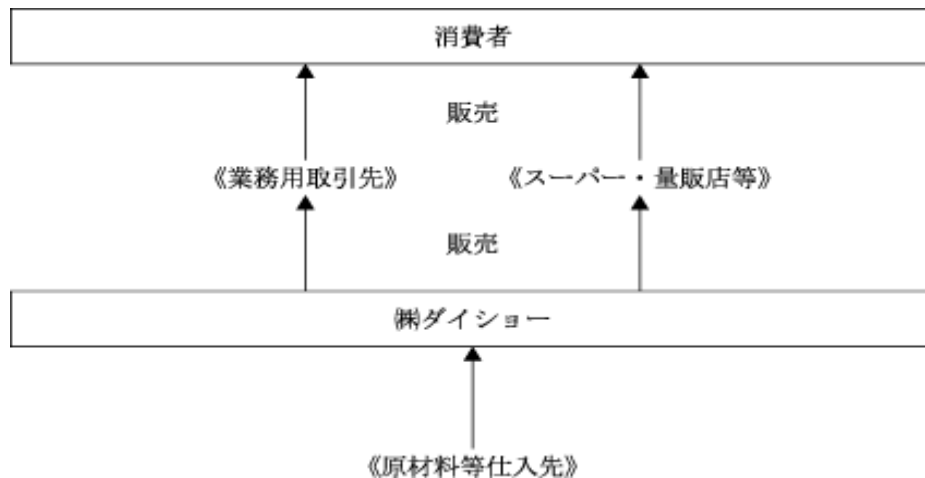 消費者
販売
《業務用取引先》 《スーパー・量販店等》
販売
㈱ダイショー
《原材料等仕入先》